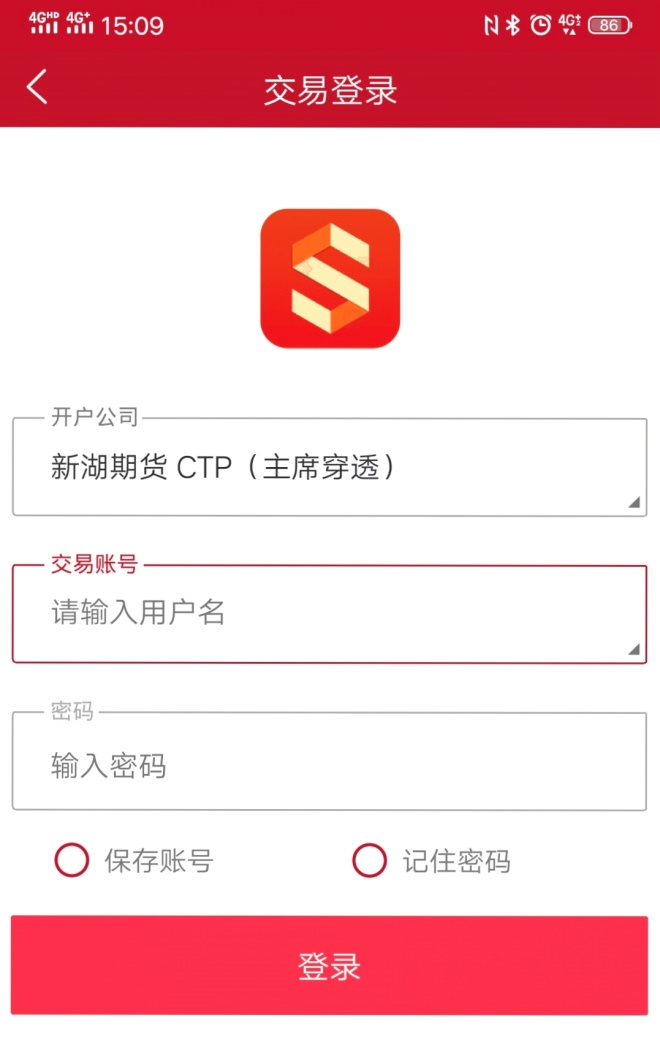 4GHD 4G+ 15:09 4G+ 86
交易登录
开户公司
新湖期货 CTP（主席穿透）
交易账号
请输入用户名
密码
输入密码
保存账号 记住密码
登录